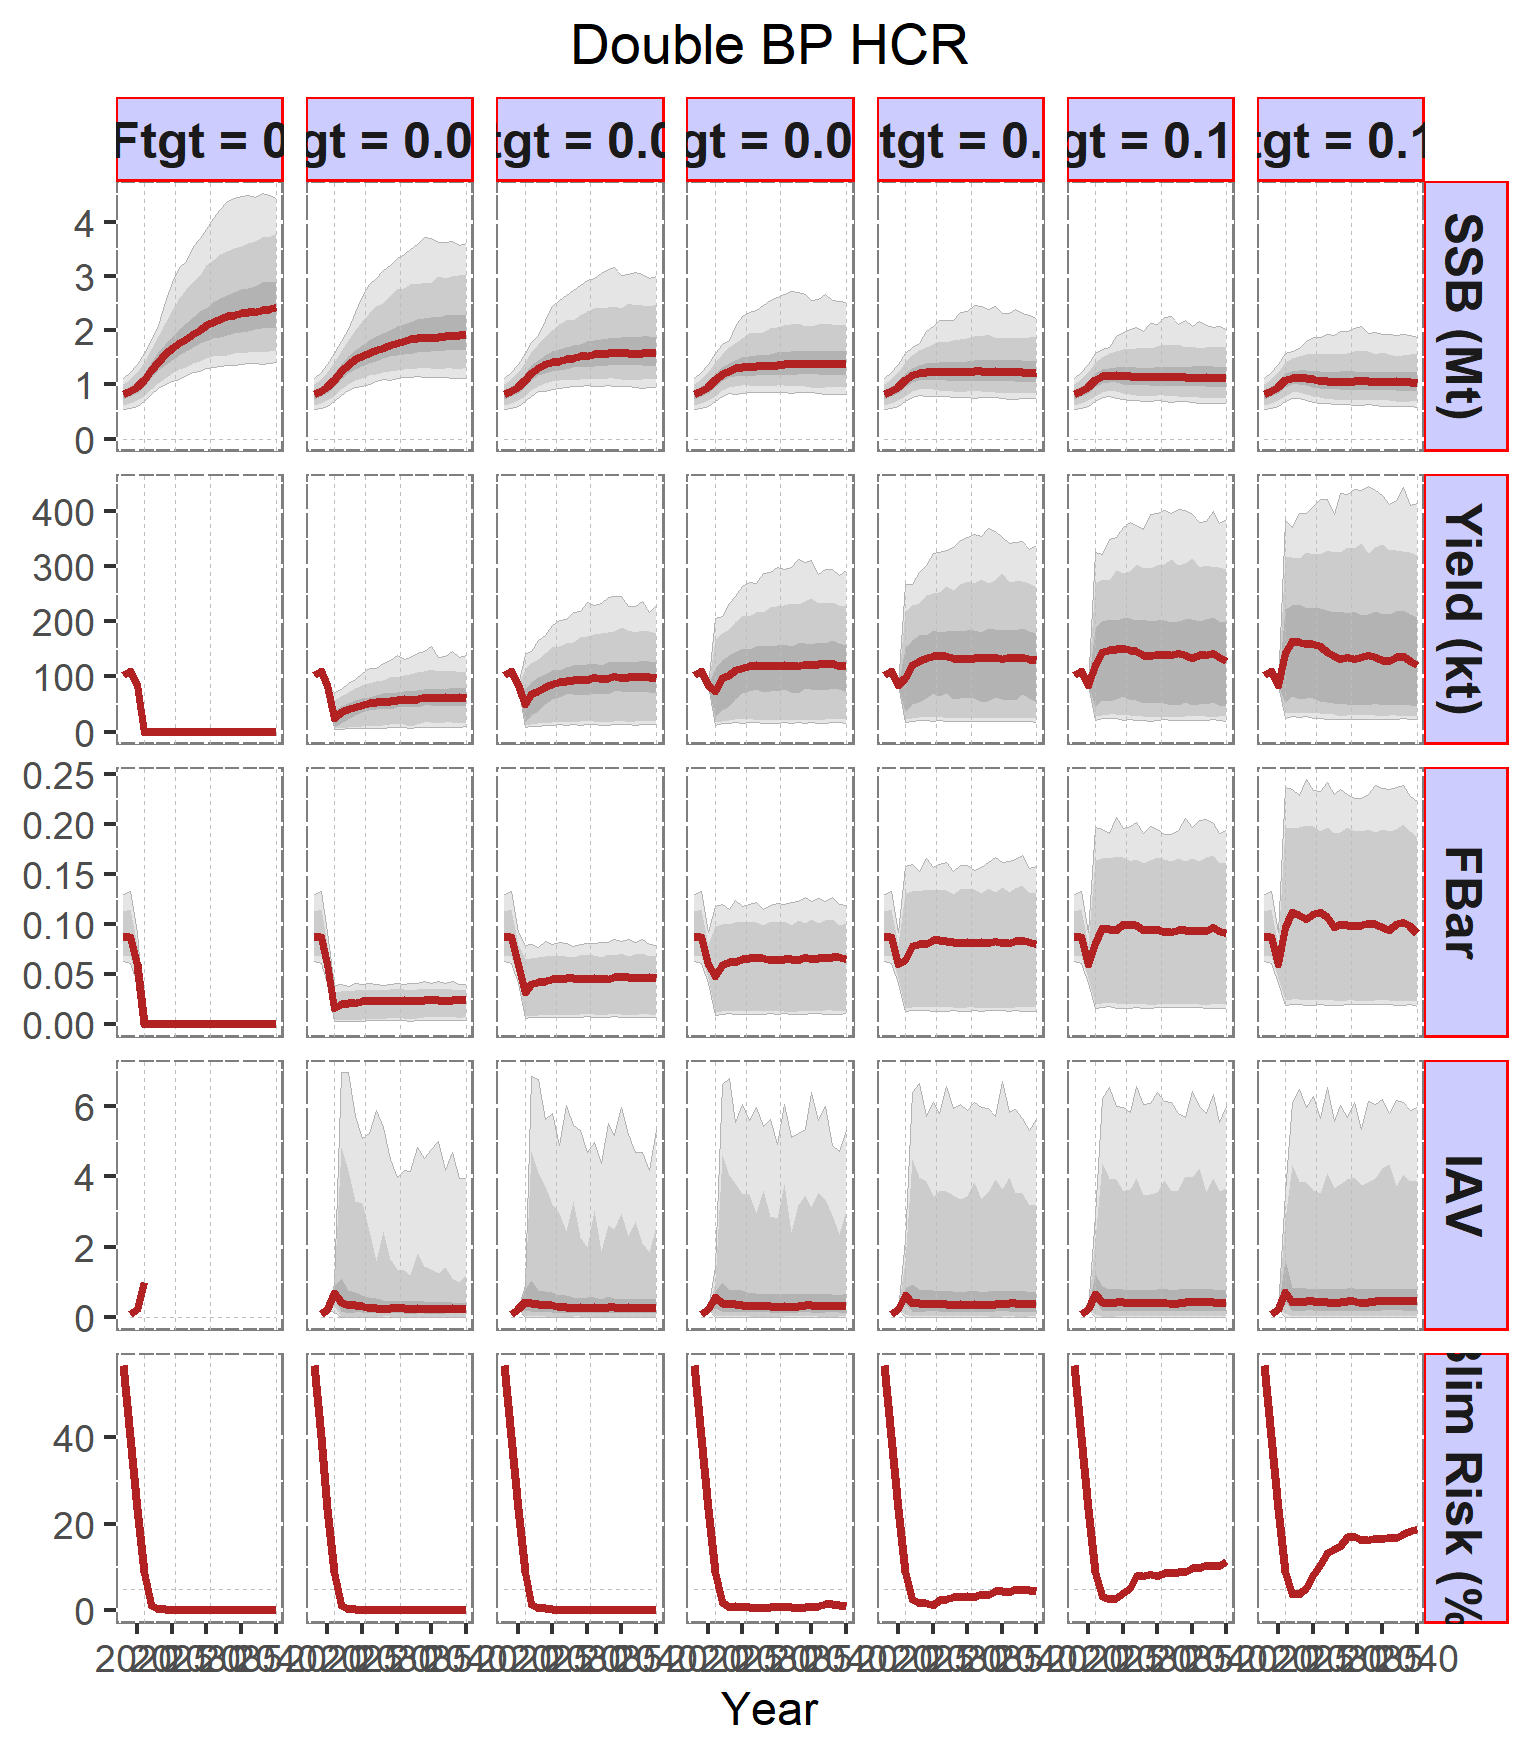 Double BP HCR
Ftgt = 0
gt = 0.0
tgt = 0.0
gt = 0.0
tgt = 0.
gt = 0.1
tgt = 0.1
4
3
2
1
0
SSB (Mt)
400
300
200
100
0
Yield (kt)
0.25
0.20
0.15
0.10
0.05
0.00
FBar
6
4
2
0
IAV
40
20
0
Blim Risk (%
Year